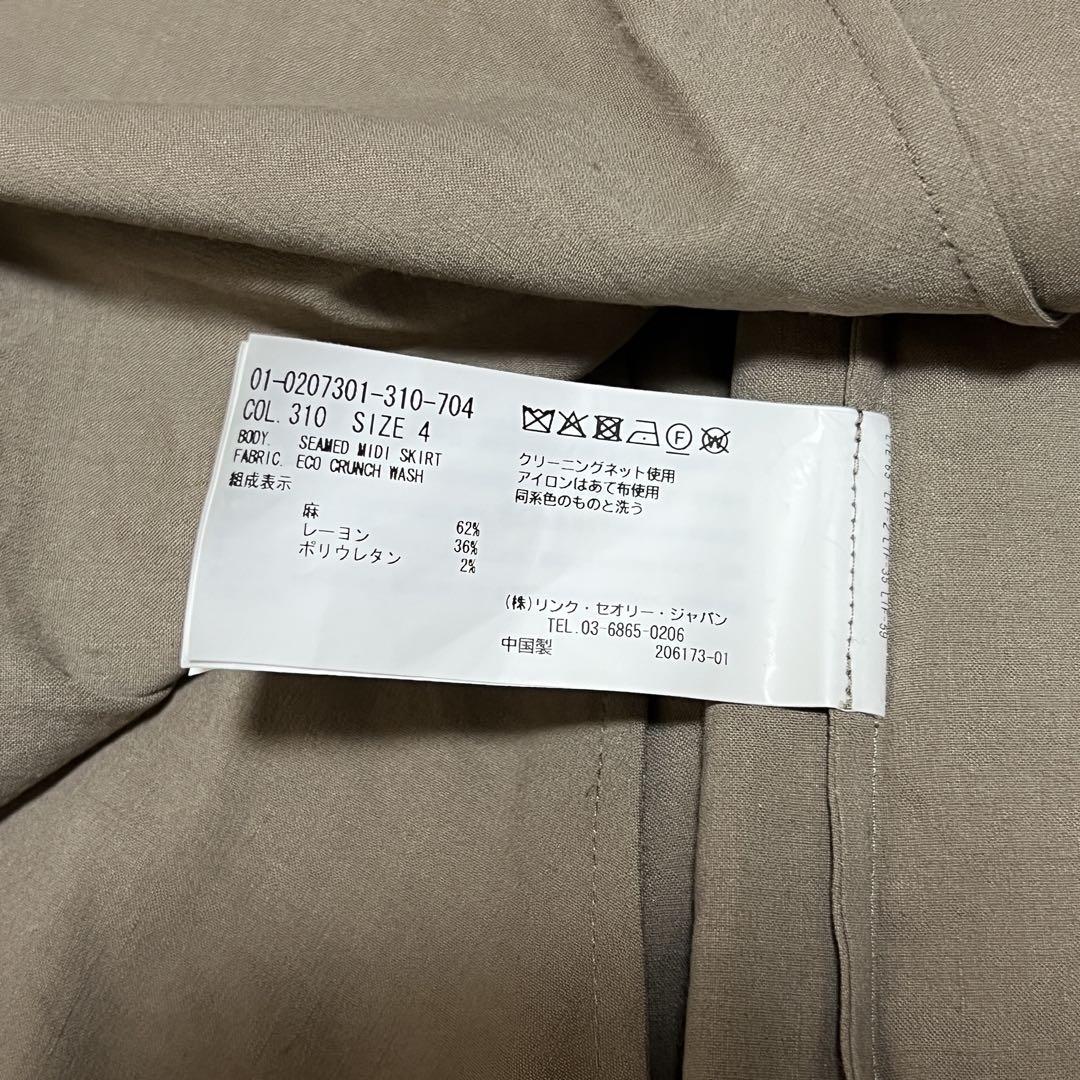 01-0207301-310-704
COL. 310 SIZE 4
BODY. SEAMED MIDI SKIRT
FABRIC. ECO CRUNCH WASH
組成表示
麻 62%
レーヨン 36%
ポリウレタン 2%
F W
クリーニングネット使用
アイロンはあて布使用
同系色のものと洗う
(株)リンク・セオリー・ジャパン
TEL.03-6865-0206
中国製 206173-01